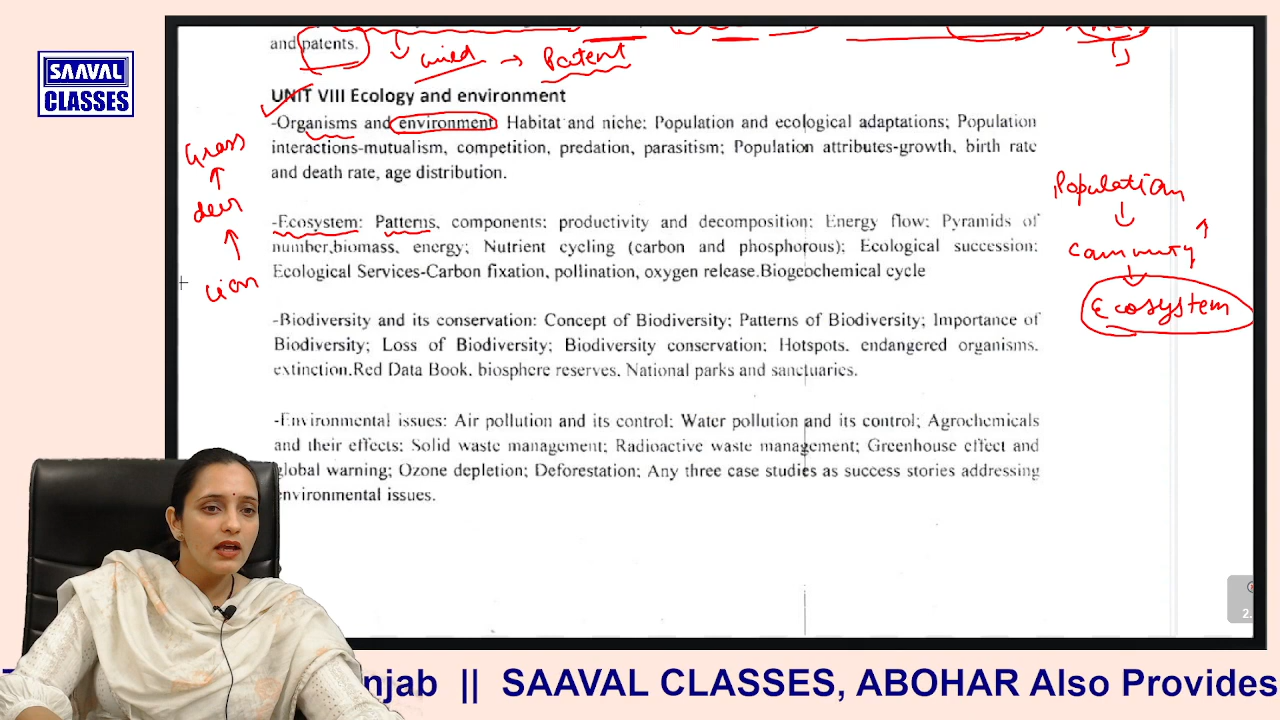 SAAVAL
CLASSES
and patents.
Patent
UNIT VIII Ecology and environment
-Organisms and environment: Habitat and niche; Population and ecological adaptations; Population
interactions-mutualism, competition, predation, parasitism; Population attributes-growth, birth rate
and death rate, age distribution.
Grass
deer
lion
Population
Ecosystem
-Ecosystem: Patterns, components; productivity and decomposition; Energy flow; Pyramids of
number,biomass, energy; Nutrient cycling (carbon and phosphorous); Ecological succession;
Ecological Services-Carbon fixation, pollination, oxygen release.Biogeochemical cycle
-Biodiversity and its conservation: Concept of Biodiversity; Patterns of Biodiversity; Importance of
Biodiversity; Loss of Biodiversity; Biodiversity conservation; Hotspots, endangered organisms,
extinction,Red Data Book, biosphere reserves, National parks and sanctuaries.
-Environmental issues: Air pollution and its control; Water pollution and its control; Agrochemicals
and their effects; Solid waste management; Radioactive waste management; Greenhouse effect and
global warning; Ozone depletion; Deforestation; Any three case studies as success stories addressing
environmental issues.
2.
njab || SAAVAL CLASSES, ABOHAR Also Provides